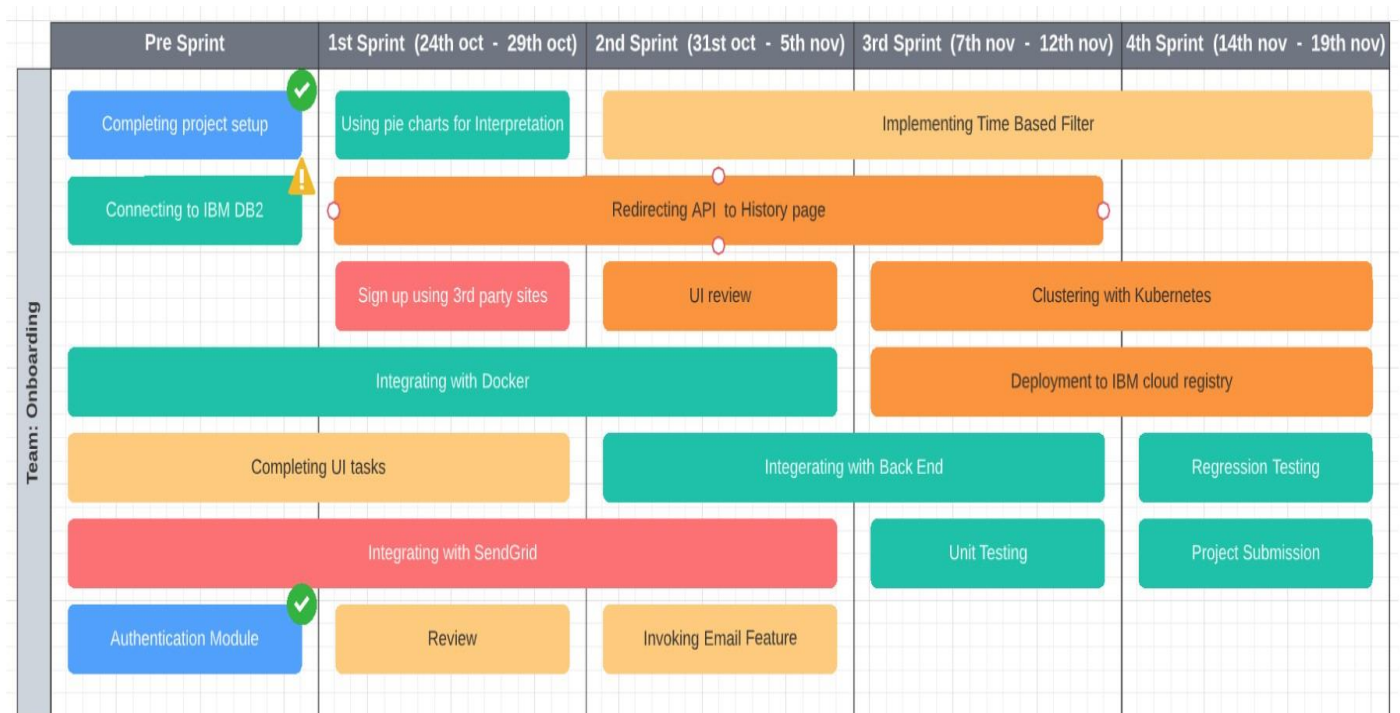 Pre Sprint
1st Sprint (24th oct - 29th oct)
2nd Sprint (31st oct - 5th nov)
3rd Sprint (7th nov - 12th nov)
4th Sprint (14th nov - 19th nov)
Team: Onboarding
Completing project setup
Using pie charts for Interpretation
Implementing Time Based Filter
Connecting to IBM DB2
Redirecting API to History page
Sign up using 3rd party sites
UI review
Clustering with Kubernetes
Integrating with Docker
Deployment to IBM cloud registry
Completing UI tasks
Integerating with Back End
Regression Testing
Integrating with SendGrid
Unit Testing
Project Submission
Authentication Module
Review
Invoking Email Feature